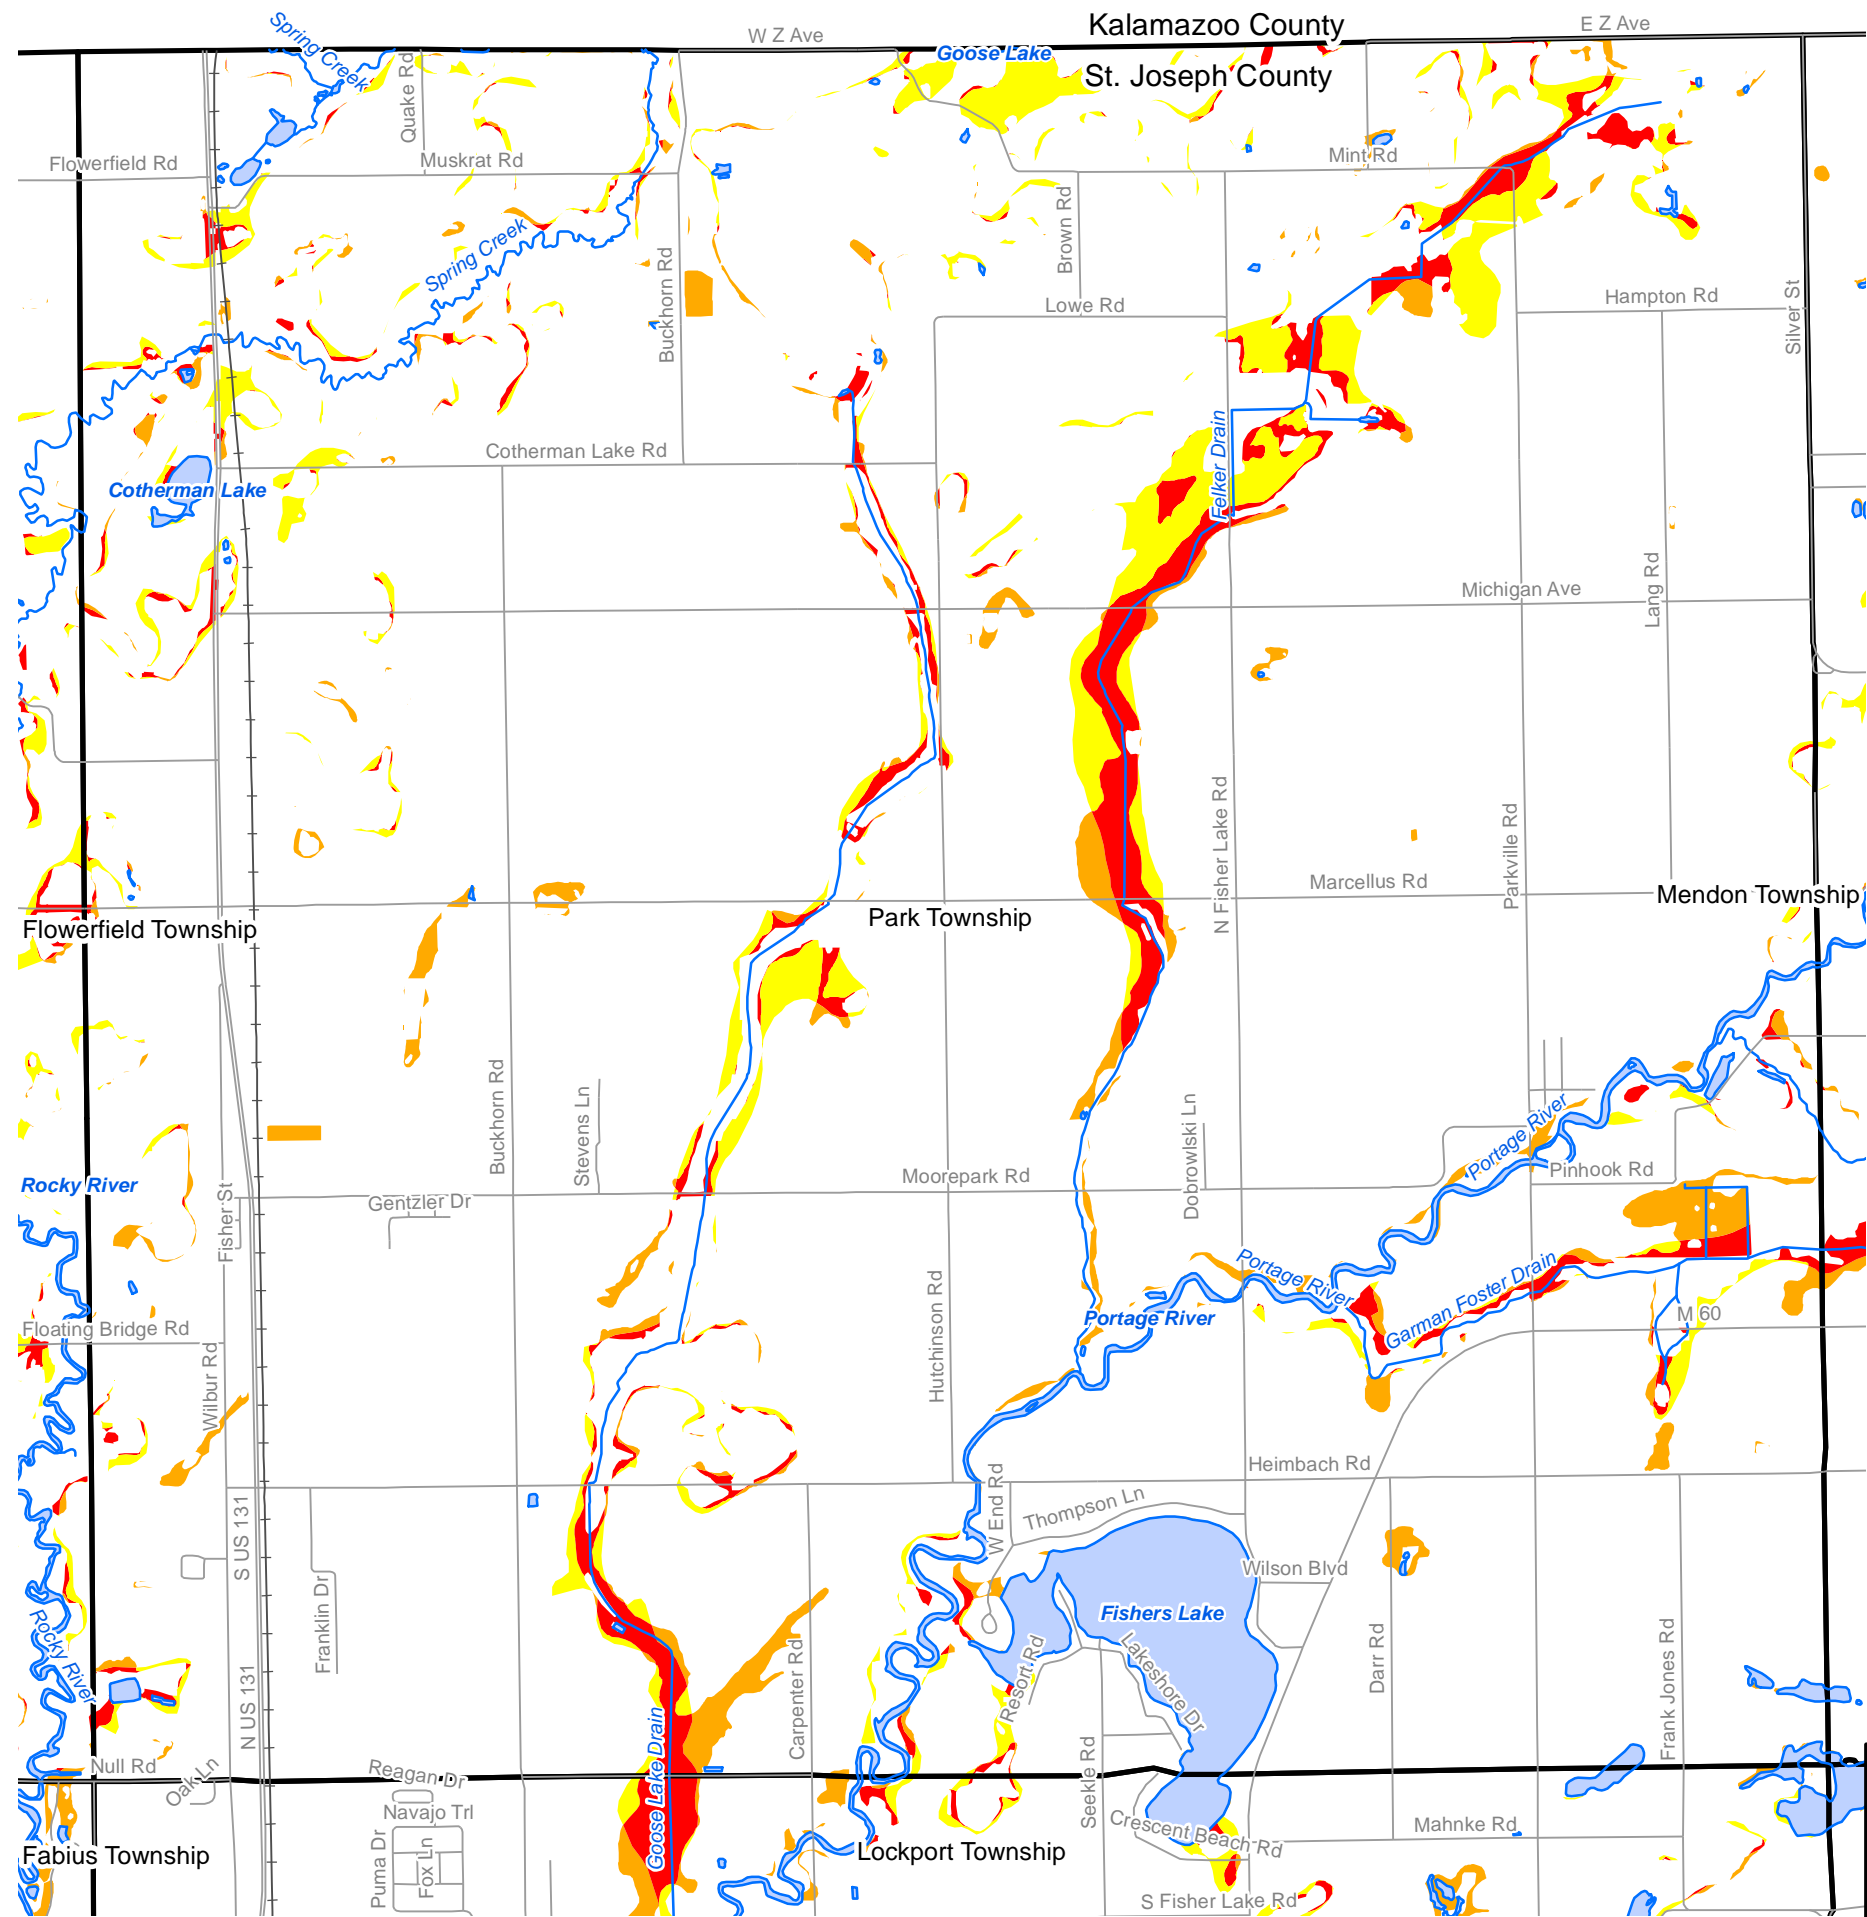 Kalamazoo County
W Z Ave
E Z Ave
Spring Creek
Goose Lake
St. Joseph County
Quake Rd
Flowerfield Rd
Muskrat Rd
Mint Rd
Brown Rd
Spring Creek
Buckhorn Rd
Lowe Rd
Hampton Rd
Silver St
Cotherman Lake Rd
Cotherman Lake
Felker Drain
Michigan Ave
Lang Rd
N Fisher Lake Rd
Parkville Rd
Marcellus Rd
Mendon Township
Flowerfield Township
Park Township
Buckhorn Rd
Stevens Ln
Dobrowlski Ln
Portage River
Moorepark Rd
Pinhook Rd
Rocky River
Fisher St
Gentzler Dr
Hutchinson Rd
Portage River
Garman Foster Drain
Portage River
M 60
Floating Bridge Rd
Wilbur Rd
Heimbach Rd
W End Rd
Thompson Ln
S US 131
Franklin Dr
Wilson Blvd
Fishers Lake
Rocky River
Resort Rd
Lakeshore Dr
Darr Rd
Frank Jones Rd
N US 131
Carpenter Rd
Goose Lake Drain
Seekle Rd
Null Rd
Oak Ln
Reagan Dr
Navajo Trl
Crescent Beach Rd
Mahnke Rd
Fabius Township
Puma Dr
Fox Ln
Lockport Township
S Fisher Lake Rd